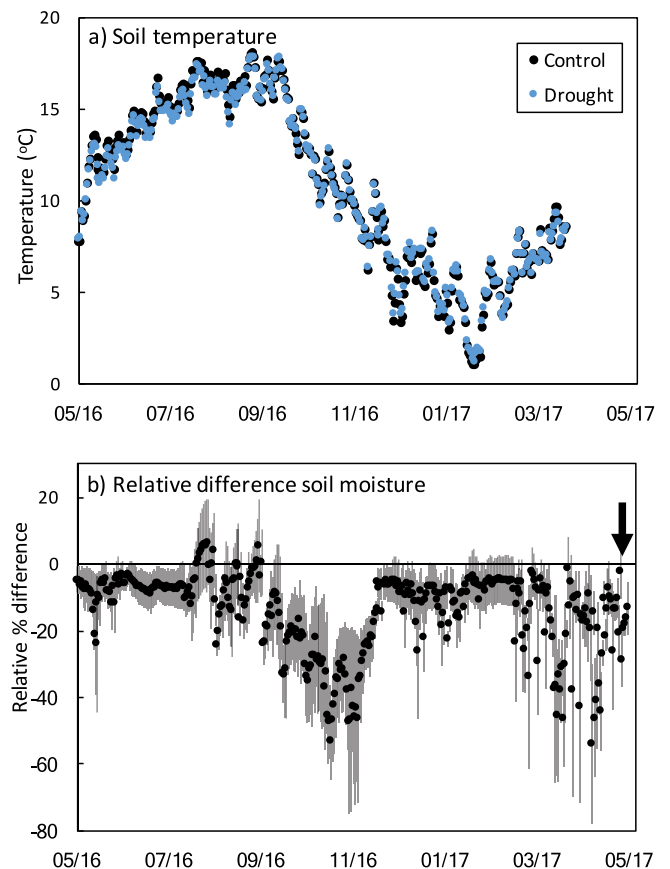 a) Soil temperature
Control
Drought
Temperature (ºC)
20
15
10
5
0
05/16 07/16 09/16 11/16 01/17 03/17 05/17
b) Relative difference soil moisture
Relative % difference
20
0
-20
-40
-60
-80
05/16 07/16 09/16 11/16 01/17 03/17 05/17